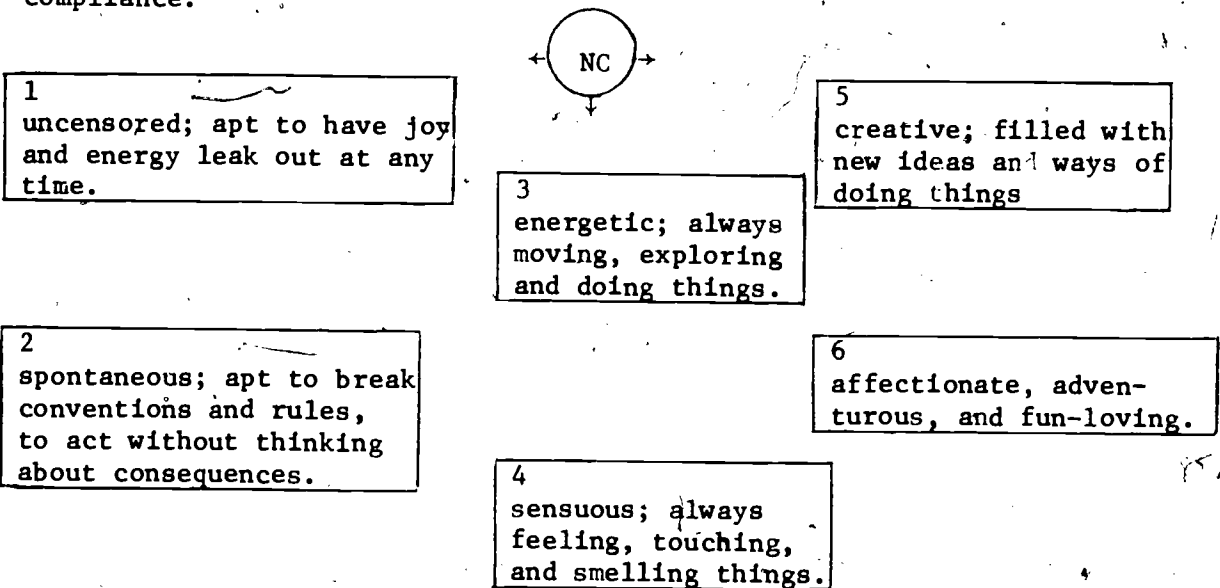 compliance.
NC
1
uncensored; apt to have joy
and energy leak out at any
time.
2
spontaneous; apt to break
conventions and rules,
to act without thinking
about consequences.
3
energetic; always
moving, exploring
and doing things.
4
sensuous; always
feeling, touching,
and smelling things.
5
creative; filled with
new ideas and ways of
doing things
6
affectionate, adven-
turous, and fun-loving.